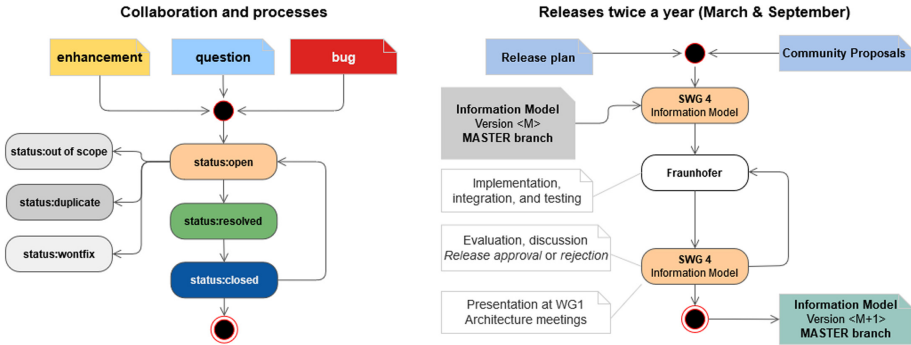 Collaboration and processes
enhancement
question
bug
status:out of scope
status:open
status:duplicate
status:resolved
status:wontfix
status:closed
Releases twice a year (March & September)
Release plan
Community Proposals
Information Model
Version <M>
MASTER branch
SWG 4
Information Model
Fraunhofer
Implementation,
integration, and testing
Evaluation, discussion
Release approval or rejection
SWG 4
Information Model
Presentation at WG1
Architecture meetings
Information Model
Version <M+1>
MASTER branch